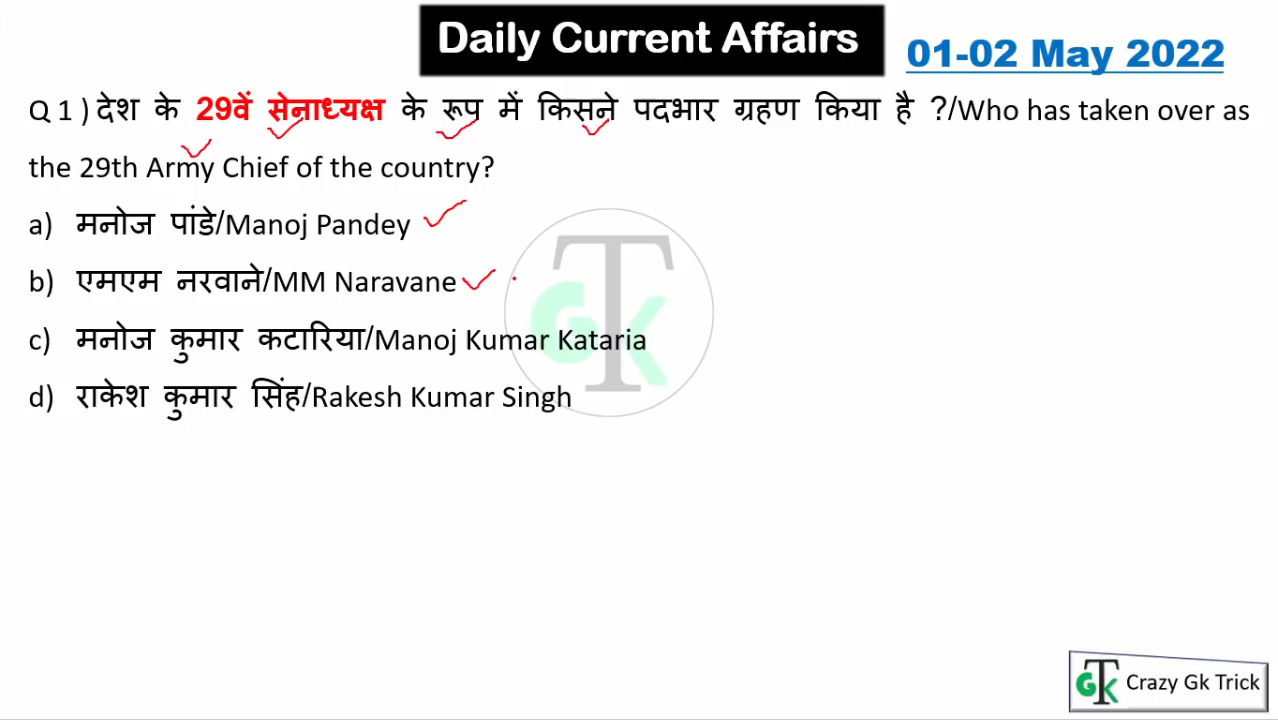 Daily Current Affairs
01-02 May 2022
Q 1 ) देश के 29वें सेनाध्यक्ष के रूप में किसने पदभार ग्रहण किया है ?/Who has taken over as
the 29th Army Chief of the country?
a) मनोज पांडे/Manoj Pandey
b) एमएम नरवाने/MM Naravane
c) मनोज कुमार कटारिया/Manoj Kumar Kataria
d) राकेश कुमार सिंह/Rakesh Kumar Singh
GTK
GTK Crazy Gk Trick